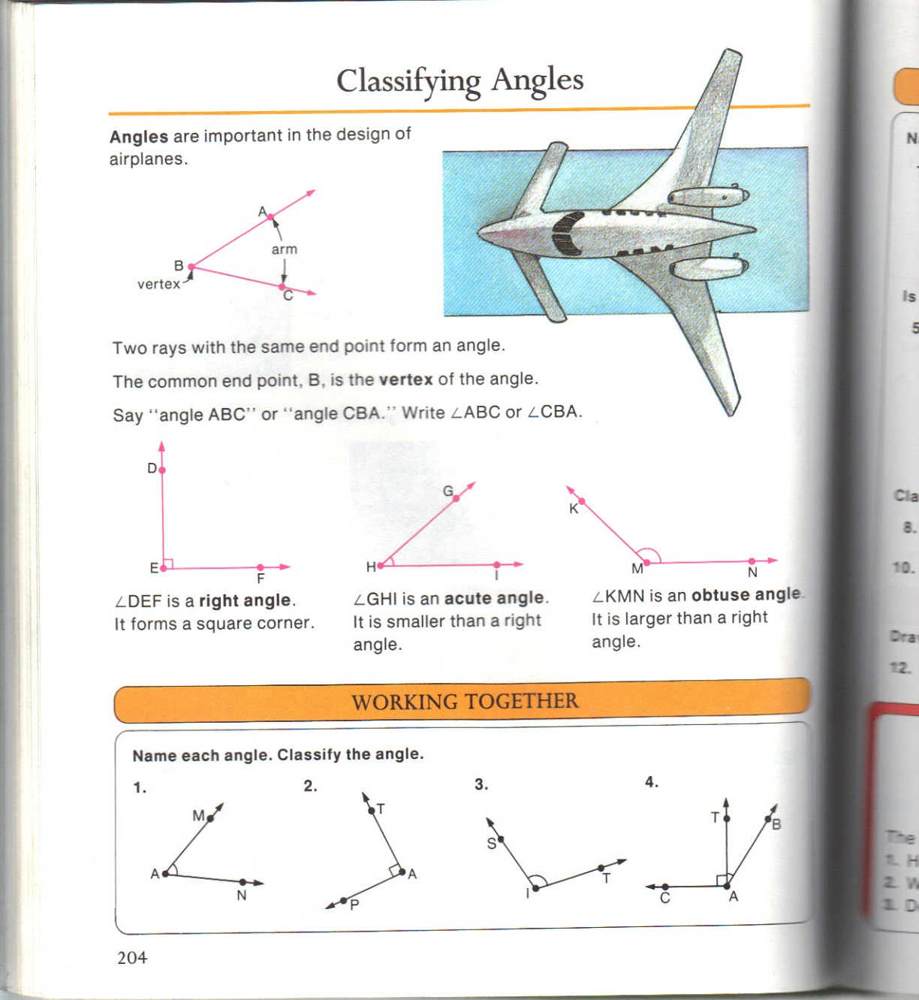 Classifying Angles
Angles are important in the design of
airplanes.
A
arm
B
vertex
C
Two rays with the same end point form an angle.
The common end point, B, is the vertex of the angle.
Say ‘‘angle ABC’’ or ‘‘angle CBA.’’ Write ∠ABC or ∠CBA.
D
E
F
∠DEF is a right angle.
It forms a square corner.
G
H
I
∠GHI is an acute angle.
It is smaller than a right
angle.
K
M
N
∠KMN is an obtuse angle.
It is larger than a right
angle.
WORKING TOGETHER
Name each angle. Classify the angle.
1.
M
A
N
2.
T
A
P
3.
S
I
T
4.
T
B
C
A
204
Is
5
Cla
8.
10.
Dra
12.
The
1. H
2. W
3. D